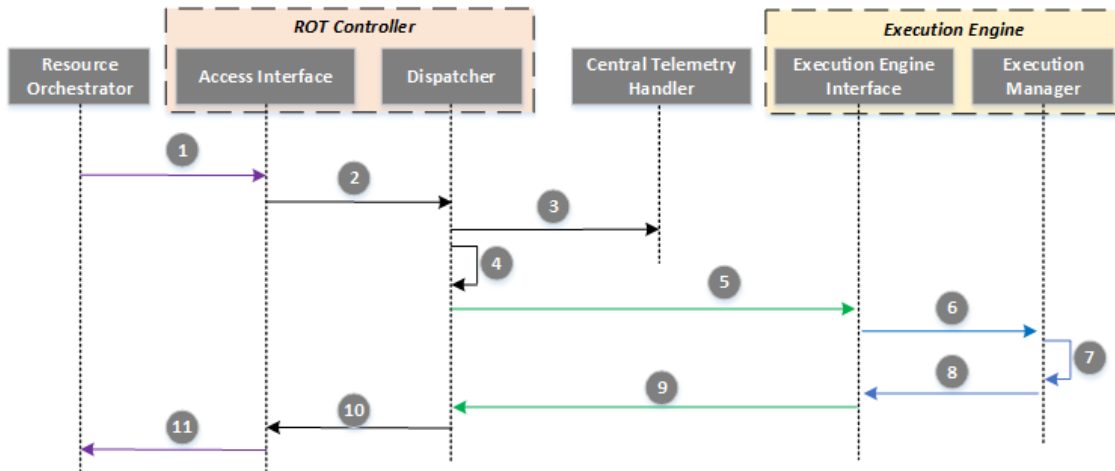 ROT Controller
Execution Engine
Resource
Orchestrator
Access Interface
Dispatcher
Central Telemetry
Handler
Execution Engine
Interface
Execution
Manager
1
2
3
4
5
6
7
8
9
10
11